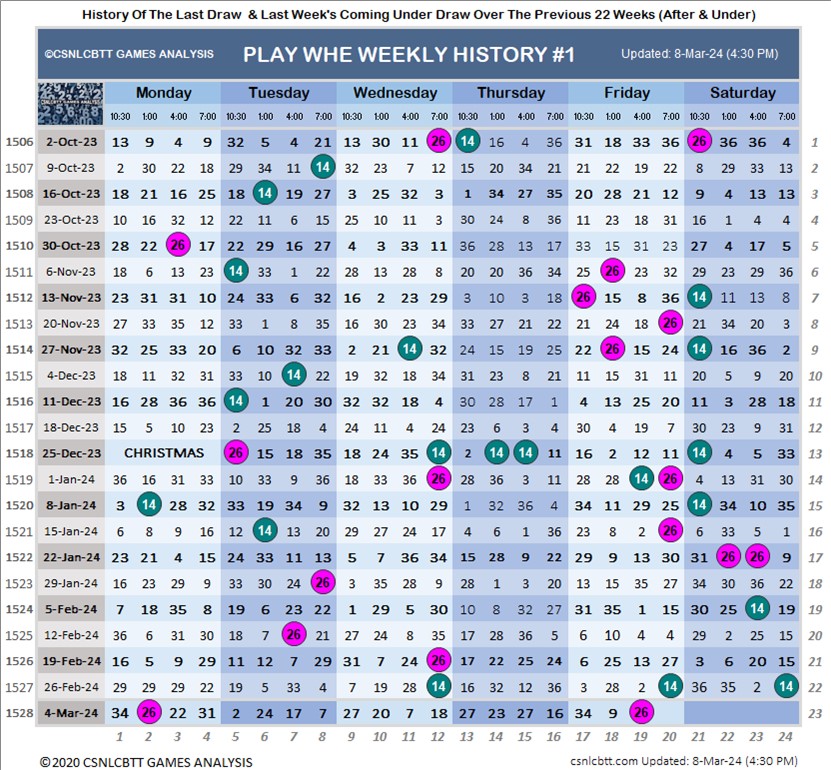 History Of The Last Draw & Last Week's Coming Under Draw Over The Previous 22 Weeks (After & Under)
©CSNLCBTT GAMES ANALYSIS PLAY WHE WEEKLY HISTORY #1 Updated: 8-Mar-24 (4:30 PM)
CSNLCBTT GAMES ANALYSIS
Monday Tuesday Wednesday Thursday Friday Saturday
10:30 1:00 4:00 7:00 10:30 1:00 4:00 7:00 10:30 1:00 4:00 7:00 10:30 1:00 4:00 7:00 10:30 1:00 4:00 7:00 10:30 1:00 4:00 7:00
1506 2-Oct-23 13 9 4 9 32 5 4 21 13 30 11 26 14 16 4 36 31 18 33 36 26 36 36 4 1
1507 9-Oct-23 2 30 22 18 29 35 11 14 32 23 7 12 15 20 34 21 21 22 19 22 8 29 33 13 2
1508 16-Oct-23 18 21 16 25 18 14 19 27 3 25 32 3 1 34 27 35 20 28 21 12 9 4 13 13 3
1509 23-Oct-23 10 16 32 12 22 11 6 15 25 10 11 3 30 24 8 36 11 23 18 31 16 1 4 4 4
1510 30-Oct-23 28 22 26 17 22 29 16 27 4 3 33 11 36 28 13 17 33 15 31 23 27 4 17 5 5
1511 6-Nov-23 18 6 13 23 14 33 1 22 28 13 28 8 20 20 36 34 25 26 23 32 29 23 29 36 6
1512 13-Nov-23 23 31 31 10 24 33 6 32 16 2 23 29 3 10 3 18 26 15 8 36 14 11 13 8 7
1513 20-Nov-23 27 33 12 35 33 1 8 35 16 30 23 34 33 27 21 22 21 24 18 26 21 34 20 3 8
1514 27-Nov-23 32 25 33 20 6 10 32 33 2 21 14 32 24 15 19 25 22 26 15 24 14 16 36 2 9
1515 4-Dec-23 18 11 32 31 33 10 14 22 19 32 18 34 31 23 8 21 11 15 31 11 20 9 20 10
1516 11-Dec-23 16 28 36 36 14 1 20 30 32 32 18 4 30 28 17 1 4 13 25 20 11 3 28 18 11
1517 18-Dec-23 15 5 10 23 2 25 18 4 24 11 4 24 23 6 3 4 30 4 19 7 30 23 9 31 12
1518 25-Dec-23 CHRISTMAS 26 15 18 35 18 24 35 14 2 14 14 11 16 2 12 11 14 4 5 33 13
1519 1-Jan-24 36 16 31 33 10 33 9 36 18 33 36 26 28 36 3 11 28 28 14 20 4 13 31 30 14
1520 8-Jan-24 3 14 28 32 33 19 34 9 32 13 10 29 1 32 36 4 34 11 29 25 14 34 10 35 15
1521 15-Jan-24 6 8 9 16 12 14 13 20 29 27 24 17 4 6 1 36 23 8 2 26 6 33 5 1 16
1522 22-Jan-24 23 21 4 15 24 33 11 13 5 7 36 34 15 28 9 22 29 9 13 30 31 26 26 9 17
1523 29-Jan-24 16 23 29 9 33 30 24 26 3 35 28 9 28 1 3 20 13 15 35 27 34 30 36 22 18
1524 5-Feb-24 7 18 35 8 19 6 23 22 1 29 5 30 10 8 32 27 31 35 1 15 30 25 14 19 19
1525 12-Feb-24 36 6 31 30 18 7 26 21 27 24 8 35 17 28 36 5 6 10 4 4 29 2 25 15 20
1526 19-Feb-24 16 5 9 29 11 12 7 29 31 7 24 26 17 22 25 24 6 25 13 27 3 6 20 15 21
1527 26-Feb-24 29 29 29 22 19 5 33 4 7 19 28 14 16 32 12 36 3 28 2 14 36 35 2 14 22
1528 4-Mar-24 34 26 22 31 2 24 17 7 27 20 7 18 27 23 27 16 34 9 26 23
1 2 3 4 5 6 7 8 9 10 11 12 13 14 15 16 17 18 19 20 21 22 23 24
©2020 CSNLCBTT GAMES ANALYSIS csnlcbtt.com Updated: 8-Mar-24 (4:30 PM)